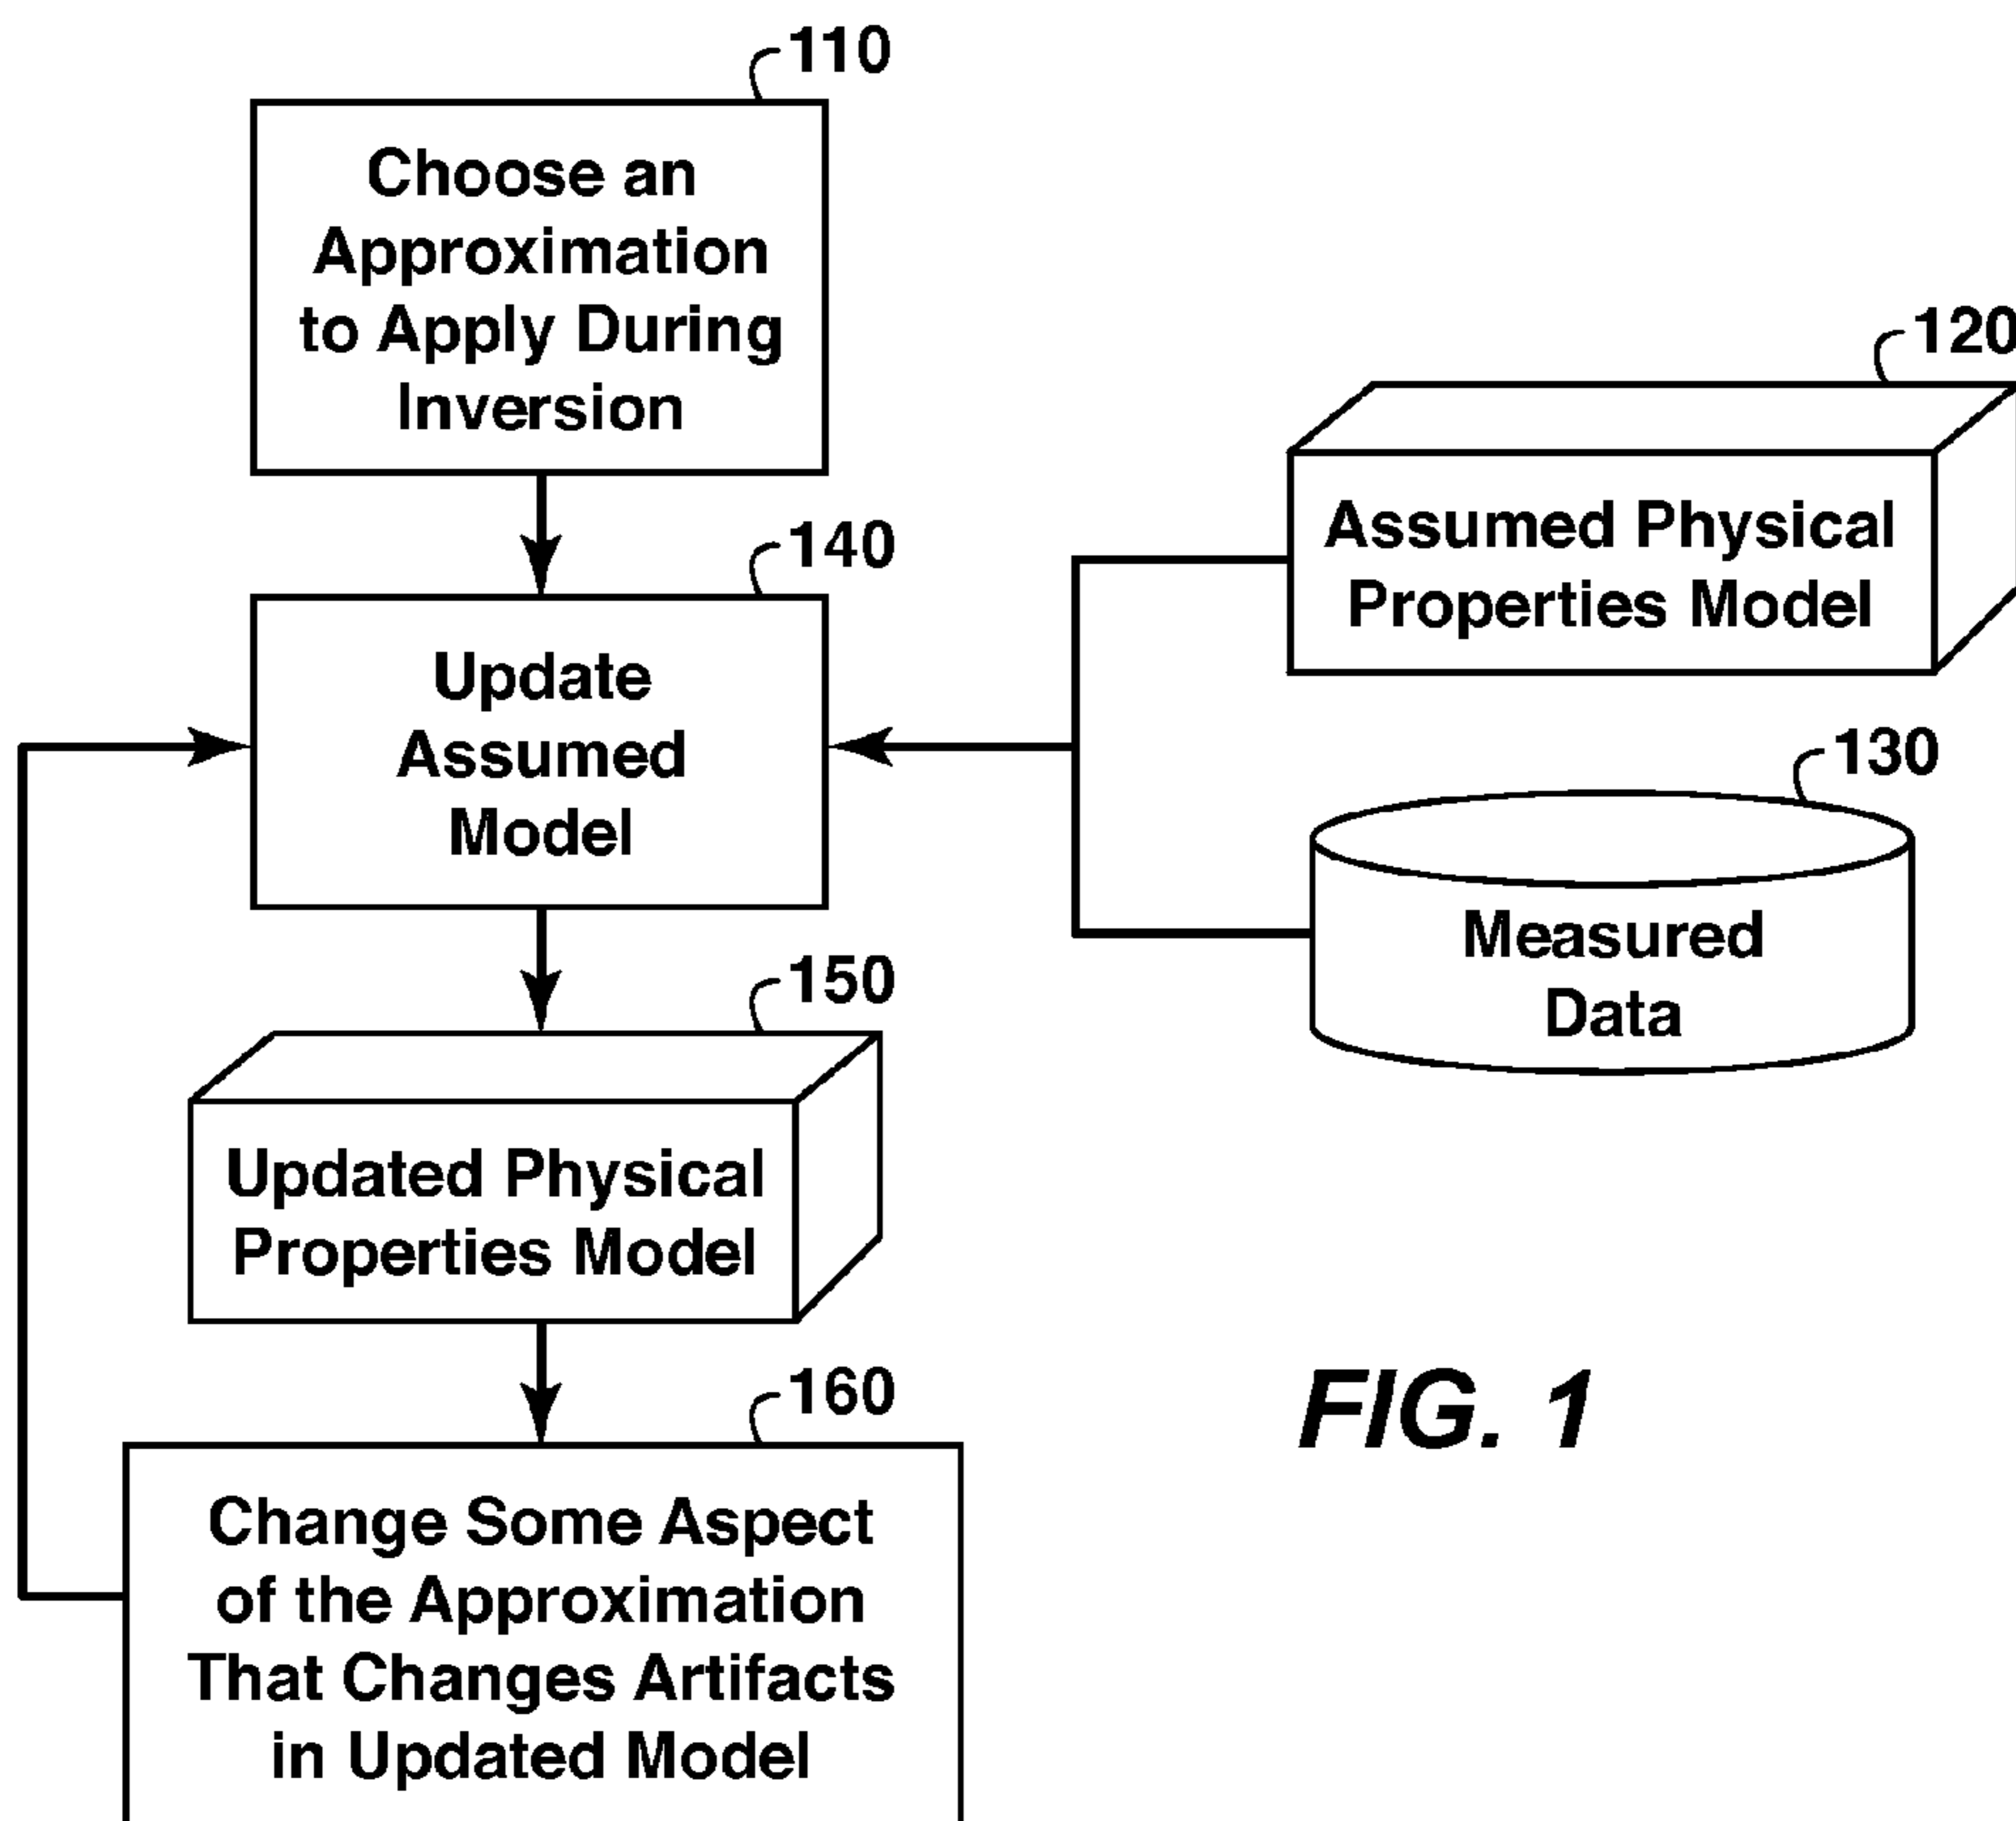 110
Choose an
Approximation
to Apply During
Inversion
120
Assumed Physical
Properties Model
140
Update
Assumed
Model
130
Measured
Data
150
Updated Physical
Properties Model
160
Change Some Aspect
of the Approximation
That Changes Artifacts
in Updated Model
FIG. 1